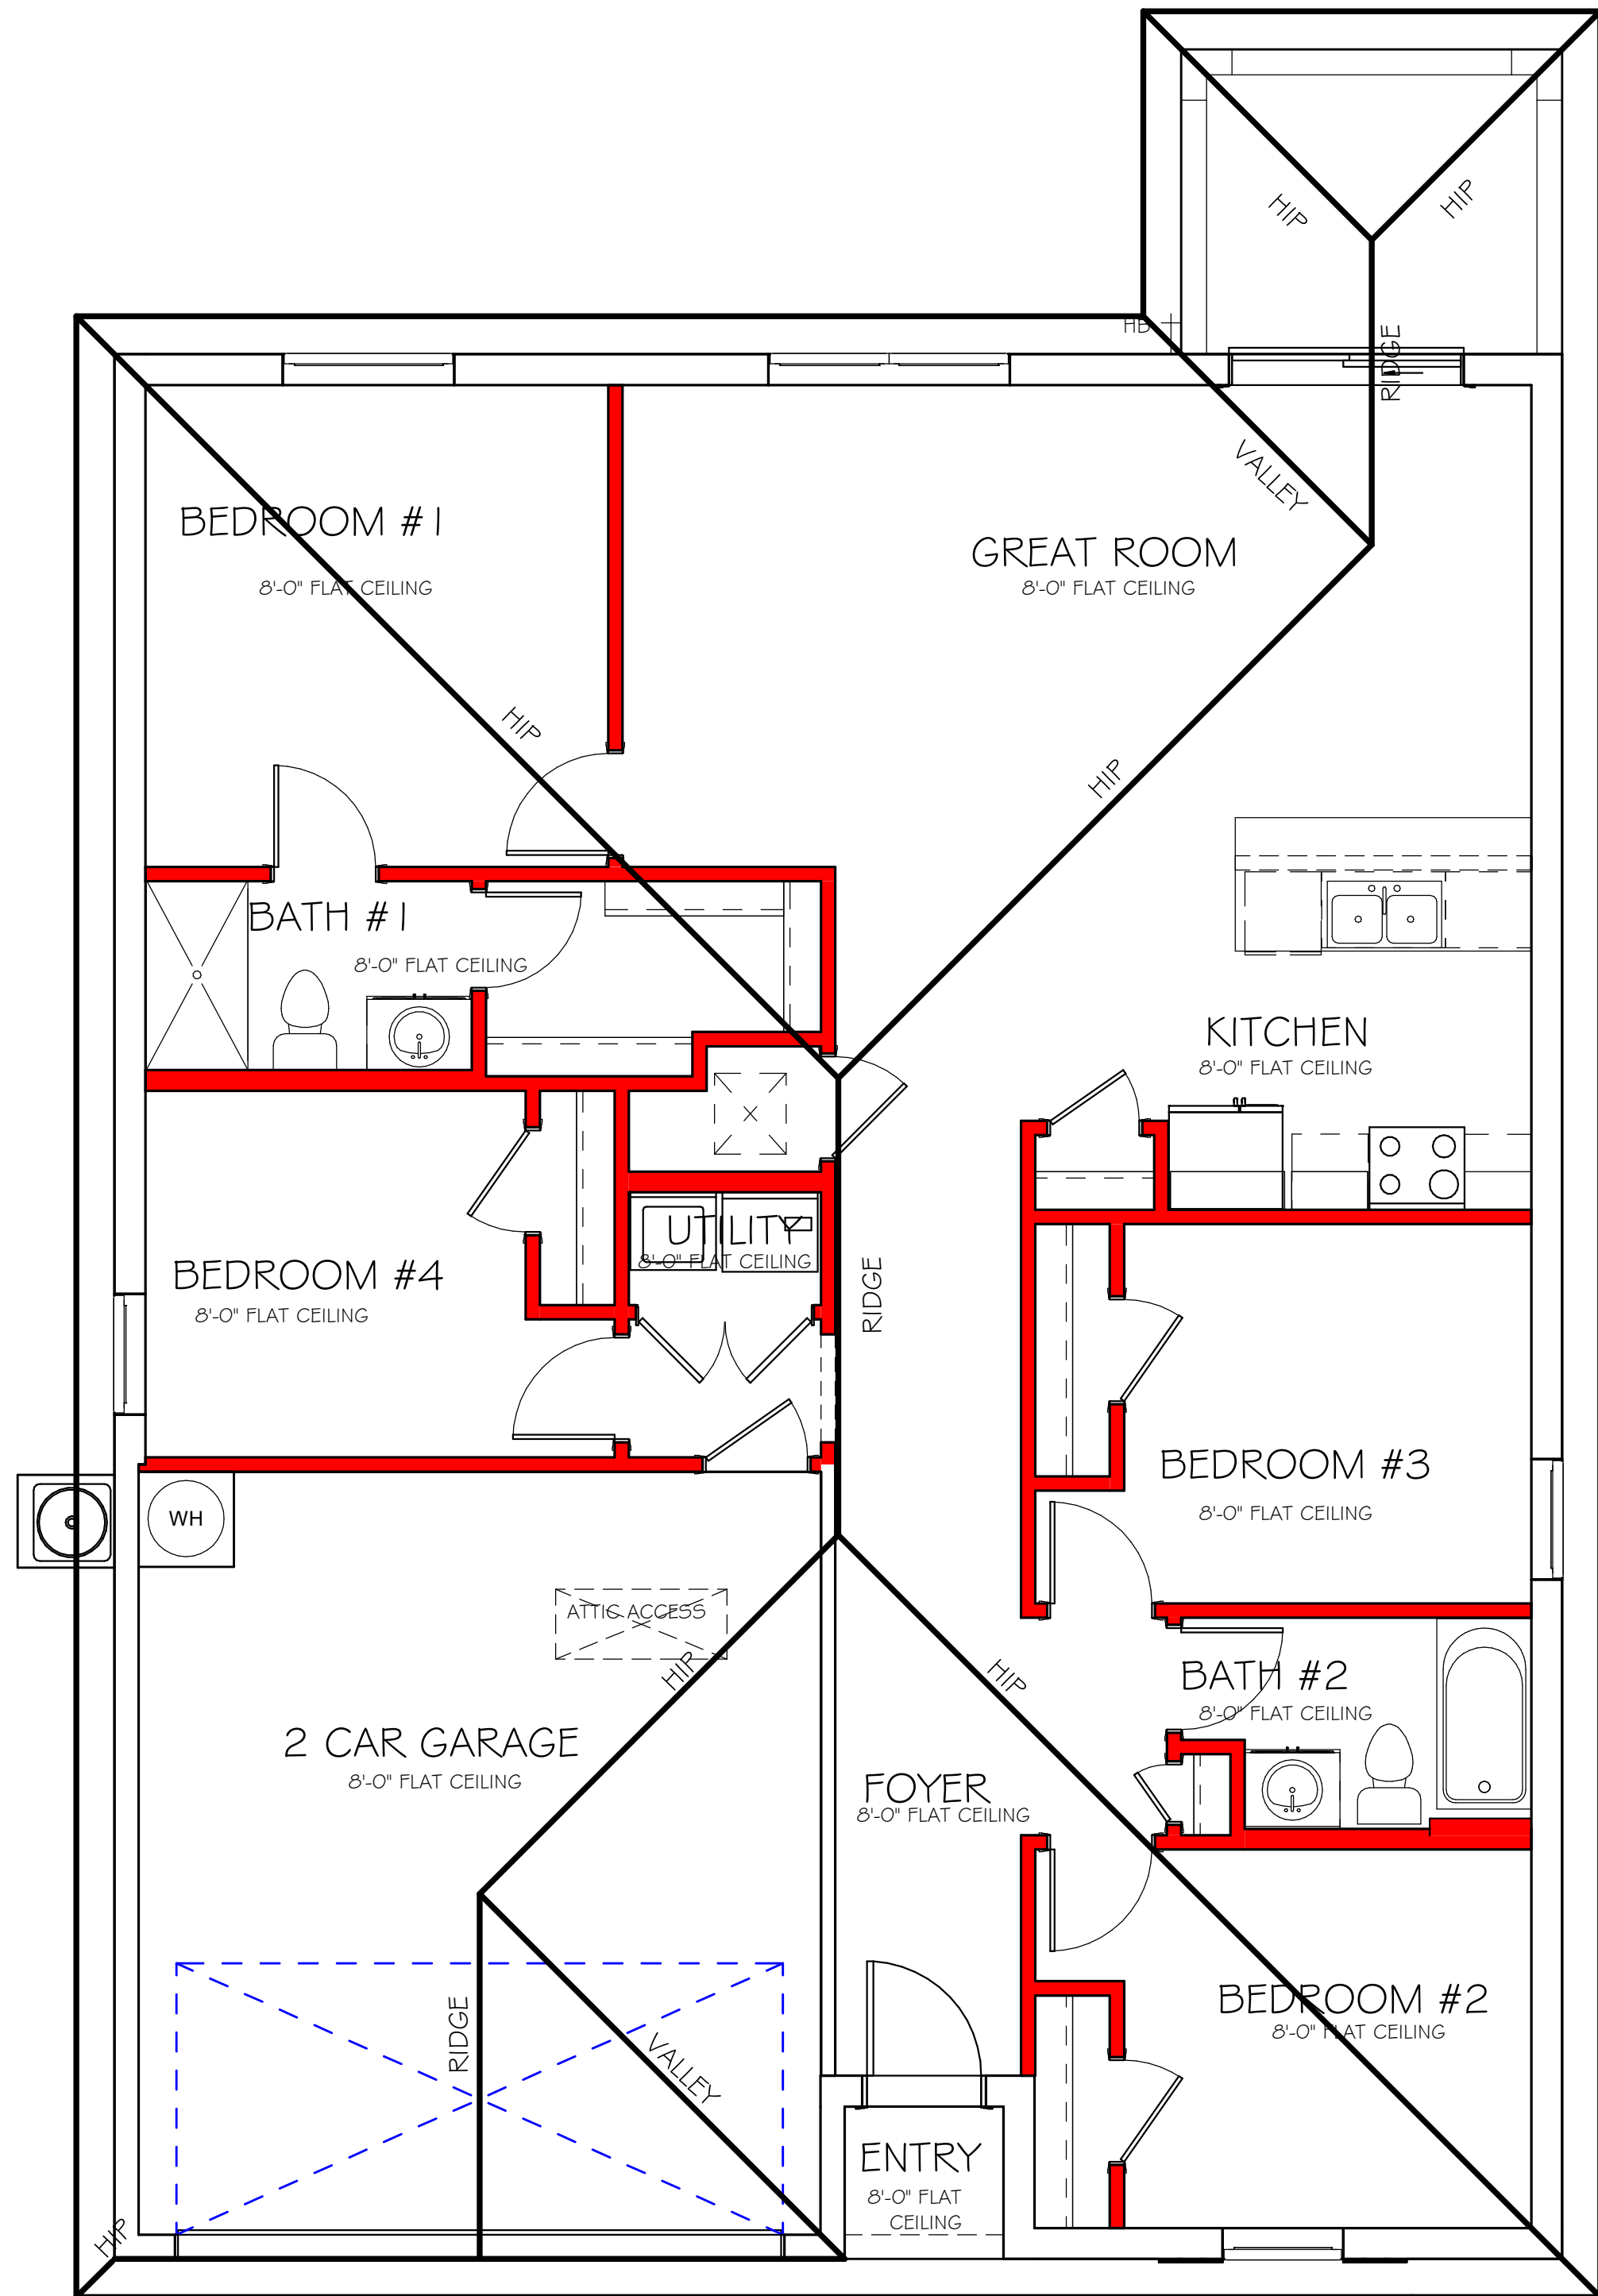 HIP
HIP
HB
RIDGE
VALLEY
BEDROOM #1
8'-0" FLAT CEILING
GREAT ROOM
8'-0" FLAT CEILING
HIP
HIP
BATH #1
8'-0" FLAT CEILING
KITCHEN
8'-0" FLAT CEILING
UTILITY
8'-0" FLAT CEILING
BEDROOM #4
8'-0" FLAT CEILING
RIDGE
BEDROOM #3
8'-0" FLAT CEILING
WH
ATTIC ACCESS
HIP
HIP
BATH #2
8'-0" FLAT CEILING
2 CAR GARAGE
8'-0" FLAT CEILING
FOYER
8'-0" FLAT CEILING
BEDROOM #2
8'-0" FLAT CEILING
RIDGE
VALLEY
ENTRY
8'-0" FLAT
CEILING
HIP